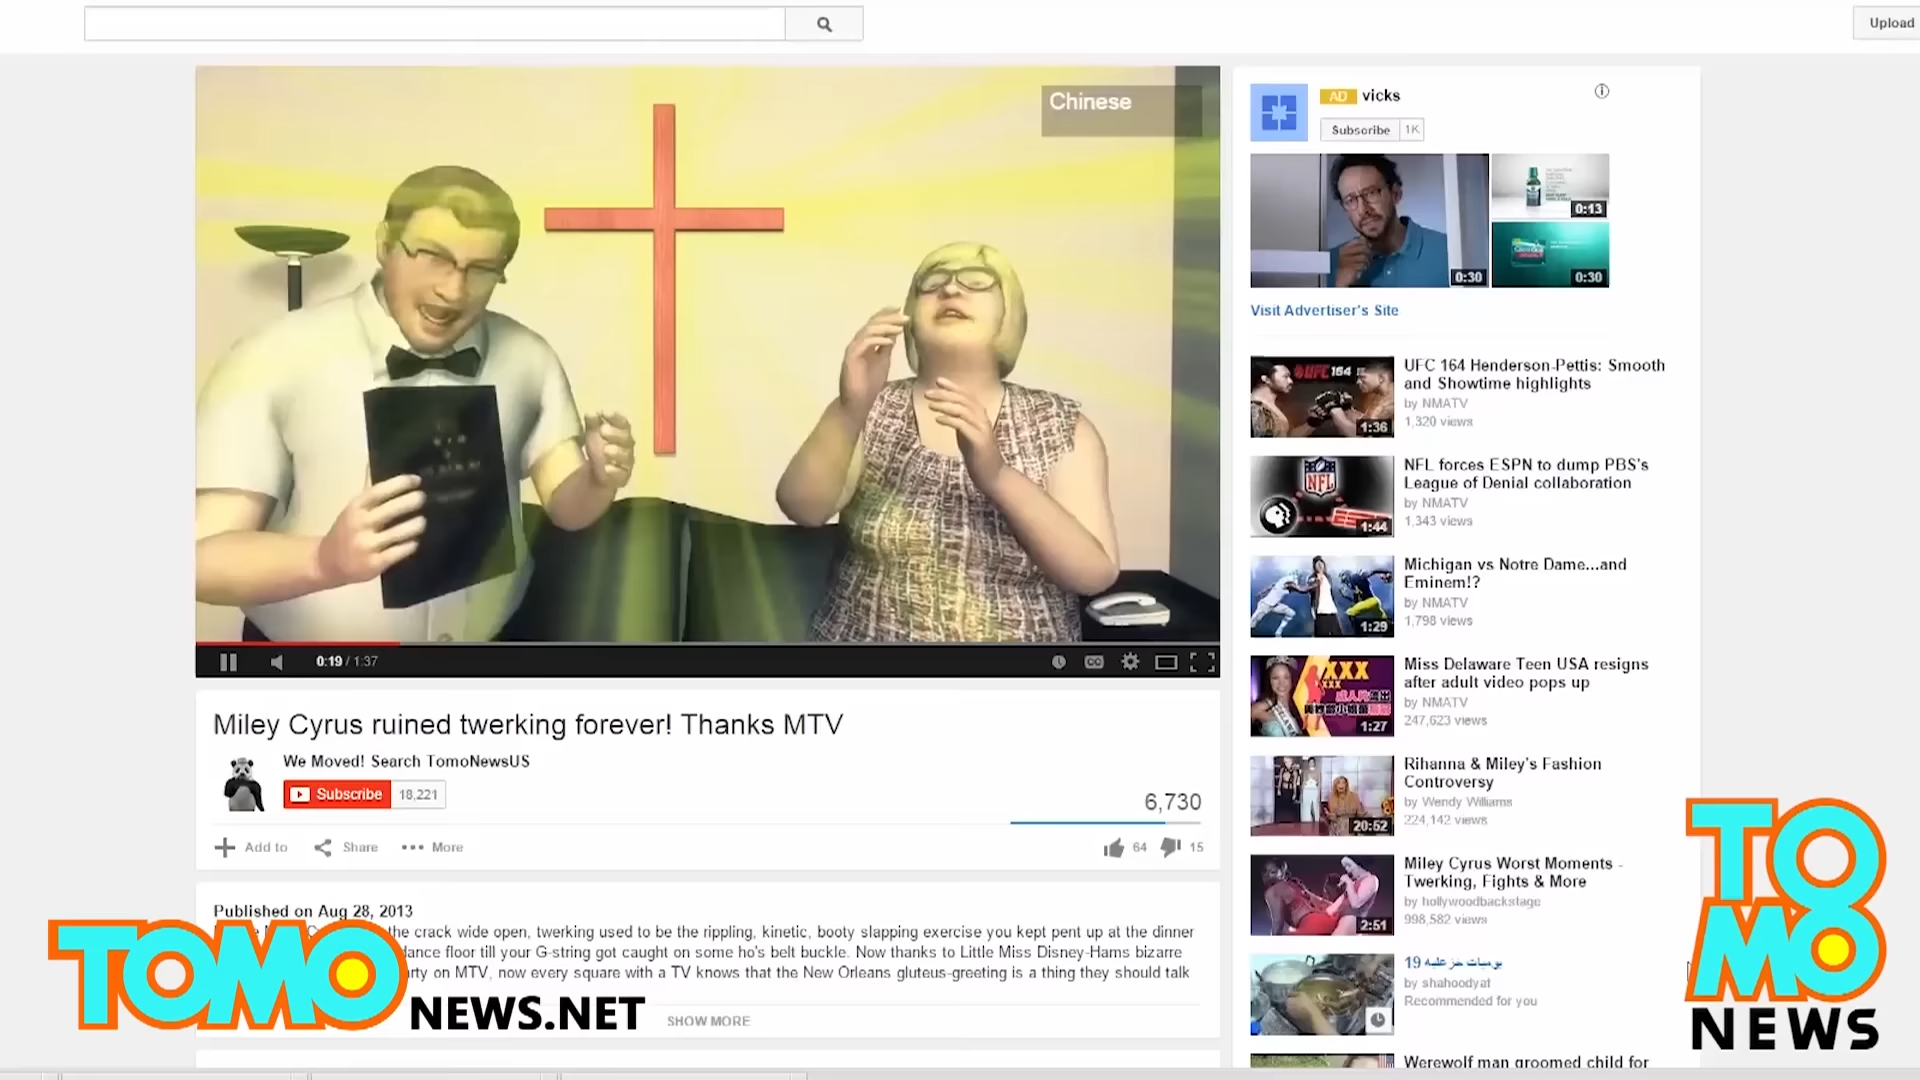 Upload
Chinese
0:19 / 1:37
Miley Cyrus ruined twerking forever! Thanks MTV
We Moved! Search TomoNewsUS
Subscribe 18,221
6,730
Add to Share More
64 15
Published on Aug 28, 2013
the crack wide open, twerking used to be the rippling, kinetic, booty slapping exercise you kept pent up at the dinner
dance floor till your G-string got caught on some ho's belt buckle. Now thanks to Little Miss Disney-Hams bizarre
on MTV, now every square with a TV knows that the New Orleans gluteus-greeting is a thing they should talk
SHOW MORE
TOMO
NEWS.NET
AD vicks
Subscribe 1K
0:30
0:13
0:30
Visit Advertiser's Site
UFC 164
1:36
UFC 164 Henderson-Pettis: Smooth
and Showtime highlights
by NMATV
1,320 views
NFL
1:44
NFL forces ESPN to dump PBS's
League of Denial collaboration
by NMATV
1,343 views
1:29
Michigan vs Notre Dame...and
Eminem!?
by NMATV
1,798 views
XXX
XXX
1:27
Miss Delaware Teen USA resigns
after adult video pops up
by NMATV
247,623 views
20:52
Rihanna & Miley's Fashion
Controversy
by Wendy Williams
224,142 views
2:51
Miley Cyrus Worst Moments -
Twerking, Fights & More
by hollywoodbackstage
998,582 views
يوميات خزعليه 19
by shahoodyat
Recommended for you
Werewolf man groomed child for
TO
MO
NEWS